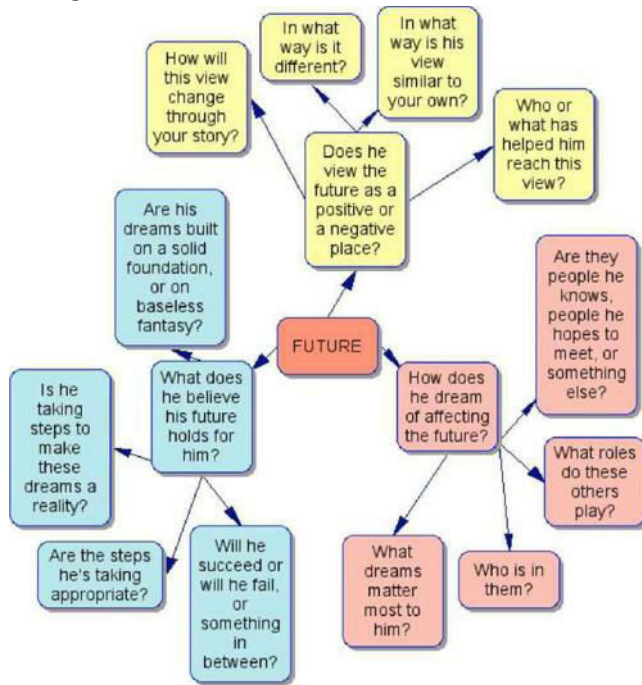 In what
way is it
different?
In what
way is his
view
similar to
your own?
How will
this view
change
through
your story?
Who or
what has
helped him
reach this
view?
Does he
view the
future as a
positive or
a negative
place?
Are his
dreams built
on a solid
foundation,
or on
baseless
fantasy?
Are they
people he
knows,
people he
hopes to
meet, or
something
else?
FUTURE
What does
he believe
his future
holds for
him?
How does
he dream
of affecting
the future?
Is he
taking
steps to
make
these
dreams a
reality?
What roles
do these
others
play?
Are the steps
he's taking
appropriate?
Will he
succeed or
will he fail,
or
something
in
between?
What
dreams
matter
most to
him?
Who is in
them?